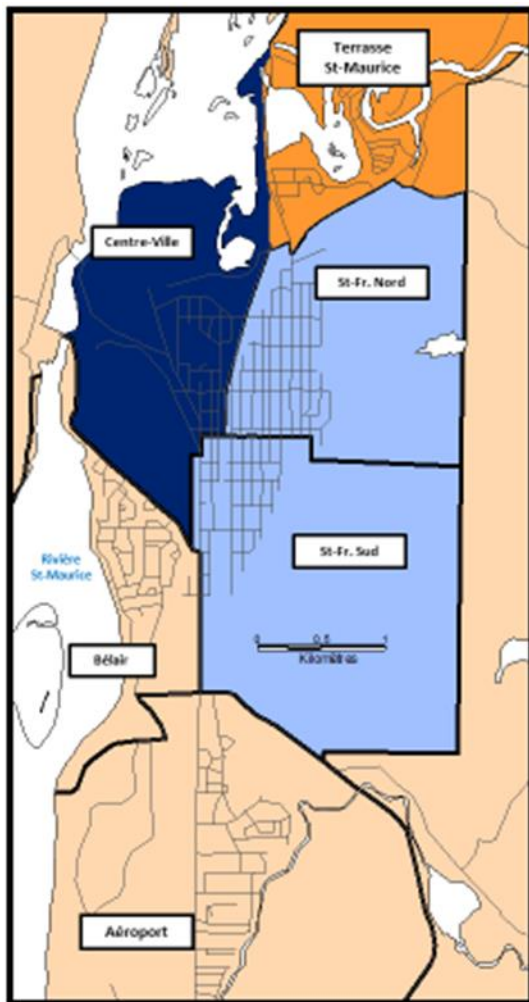 Terrasse
St-Maurice
Centre-Ville
St-Fr. Nord
St-Fr. Sud
Rivière
St-Maurice
0 0.5 1
Kilomètres
Bélair
Aéroport